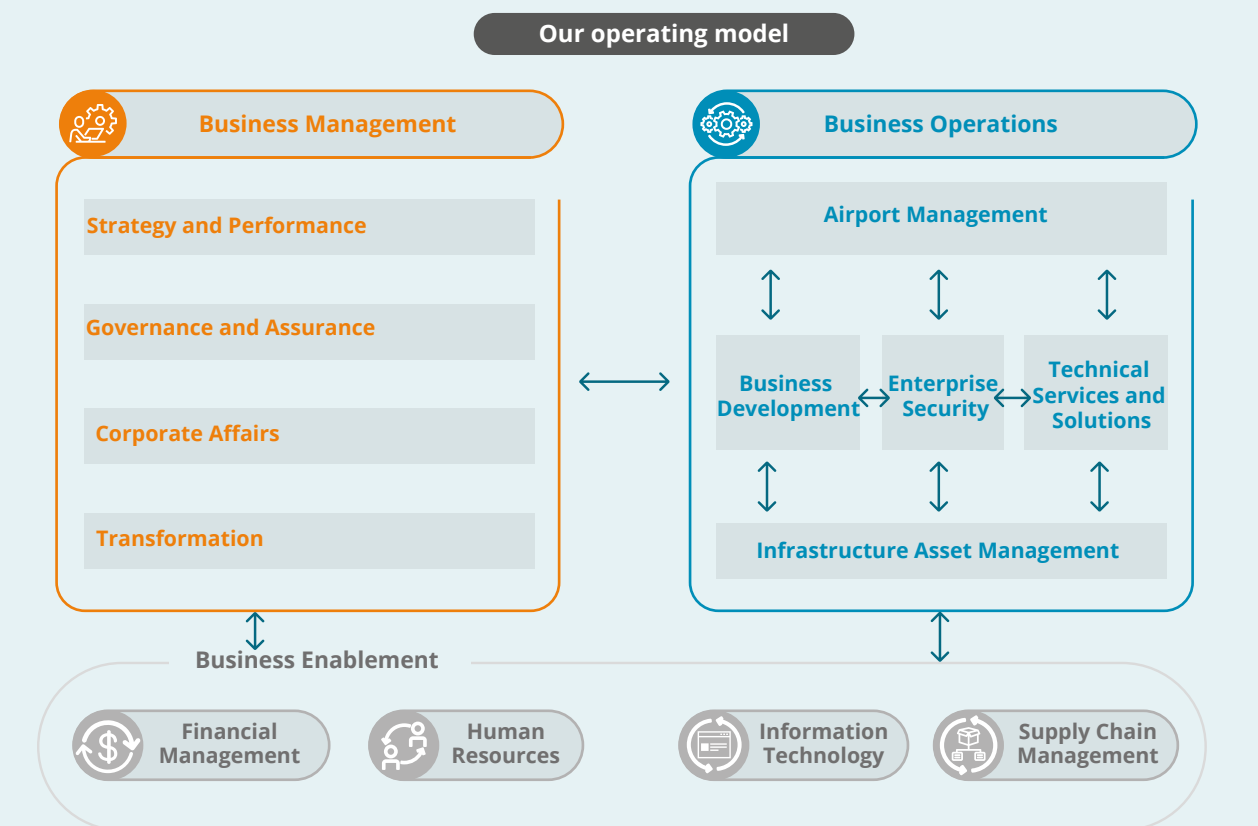 Our operating model
Business Management
Strategy and Performance
Governance and Assurance
Corporate Affairs
Transformation
Business Operations
Airport Management
Business
Development
Enterprise
Security
Technical
Services and
Solutions
Infrastructure Asset Management
Business Enablement
Financial
Management
Human
Resources
Information
Technology
Supply Chain
Management